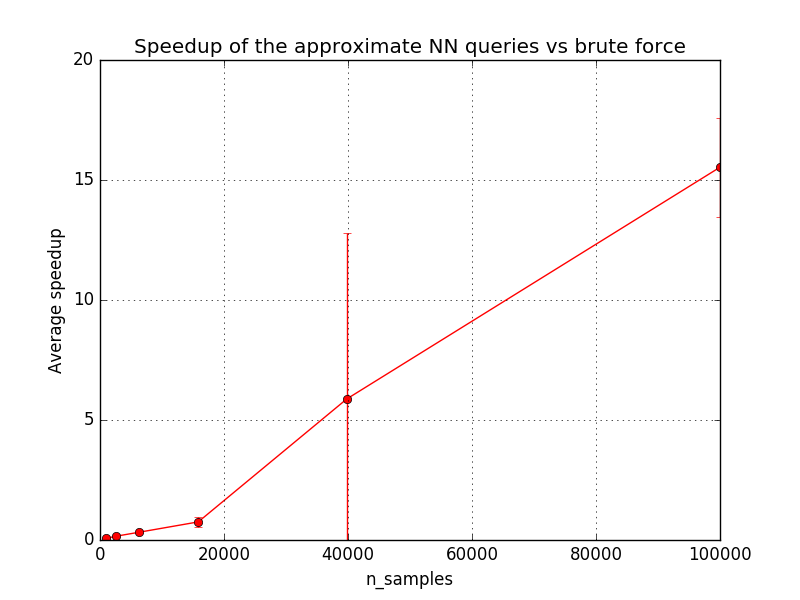 Speedup of the approximate NN queries vs brute force
20
15
10
5
0
Average speedup
0 20000 40000 60000 80000 100000
n_samples